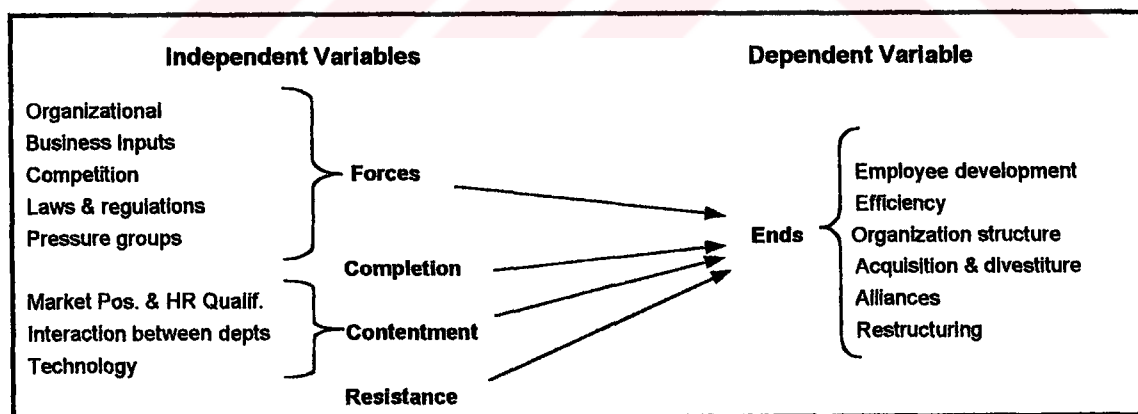 Independent Variables
Dependent Variable
Organizational
Business Inputs
Competition
Laws & regulations
Pressure groups
Forces
Completion
Market Pos. & HR Qualif.
Interaction between depts
Technology
Contentment
Resistance
Ends
Employee development
Efficiency
Organization structure
Acquisition & divestiture
Alliances
Restructuring